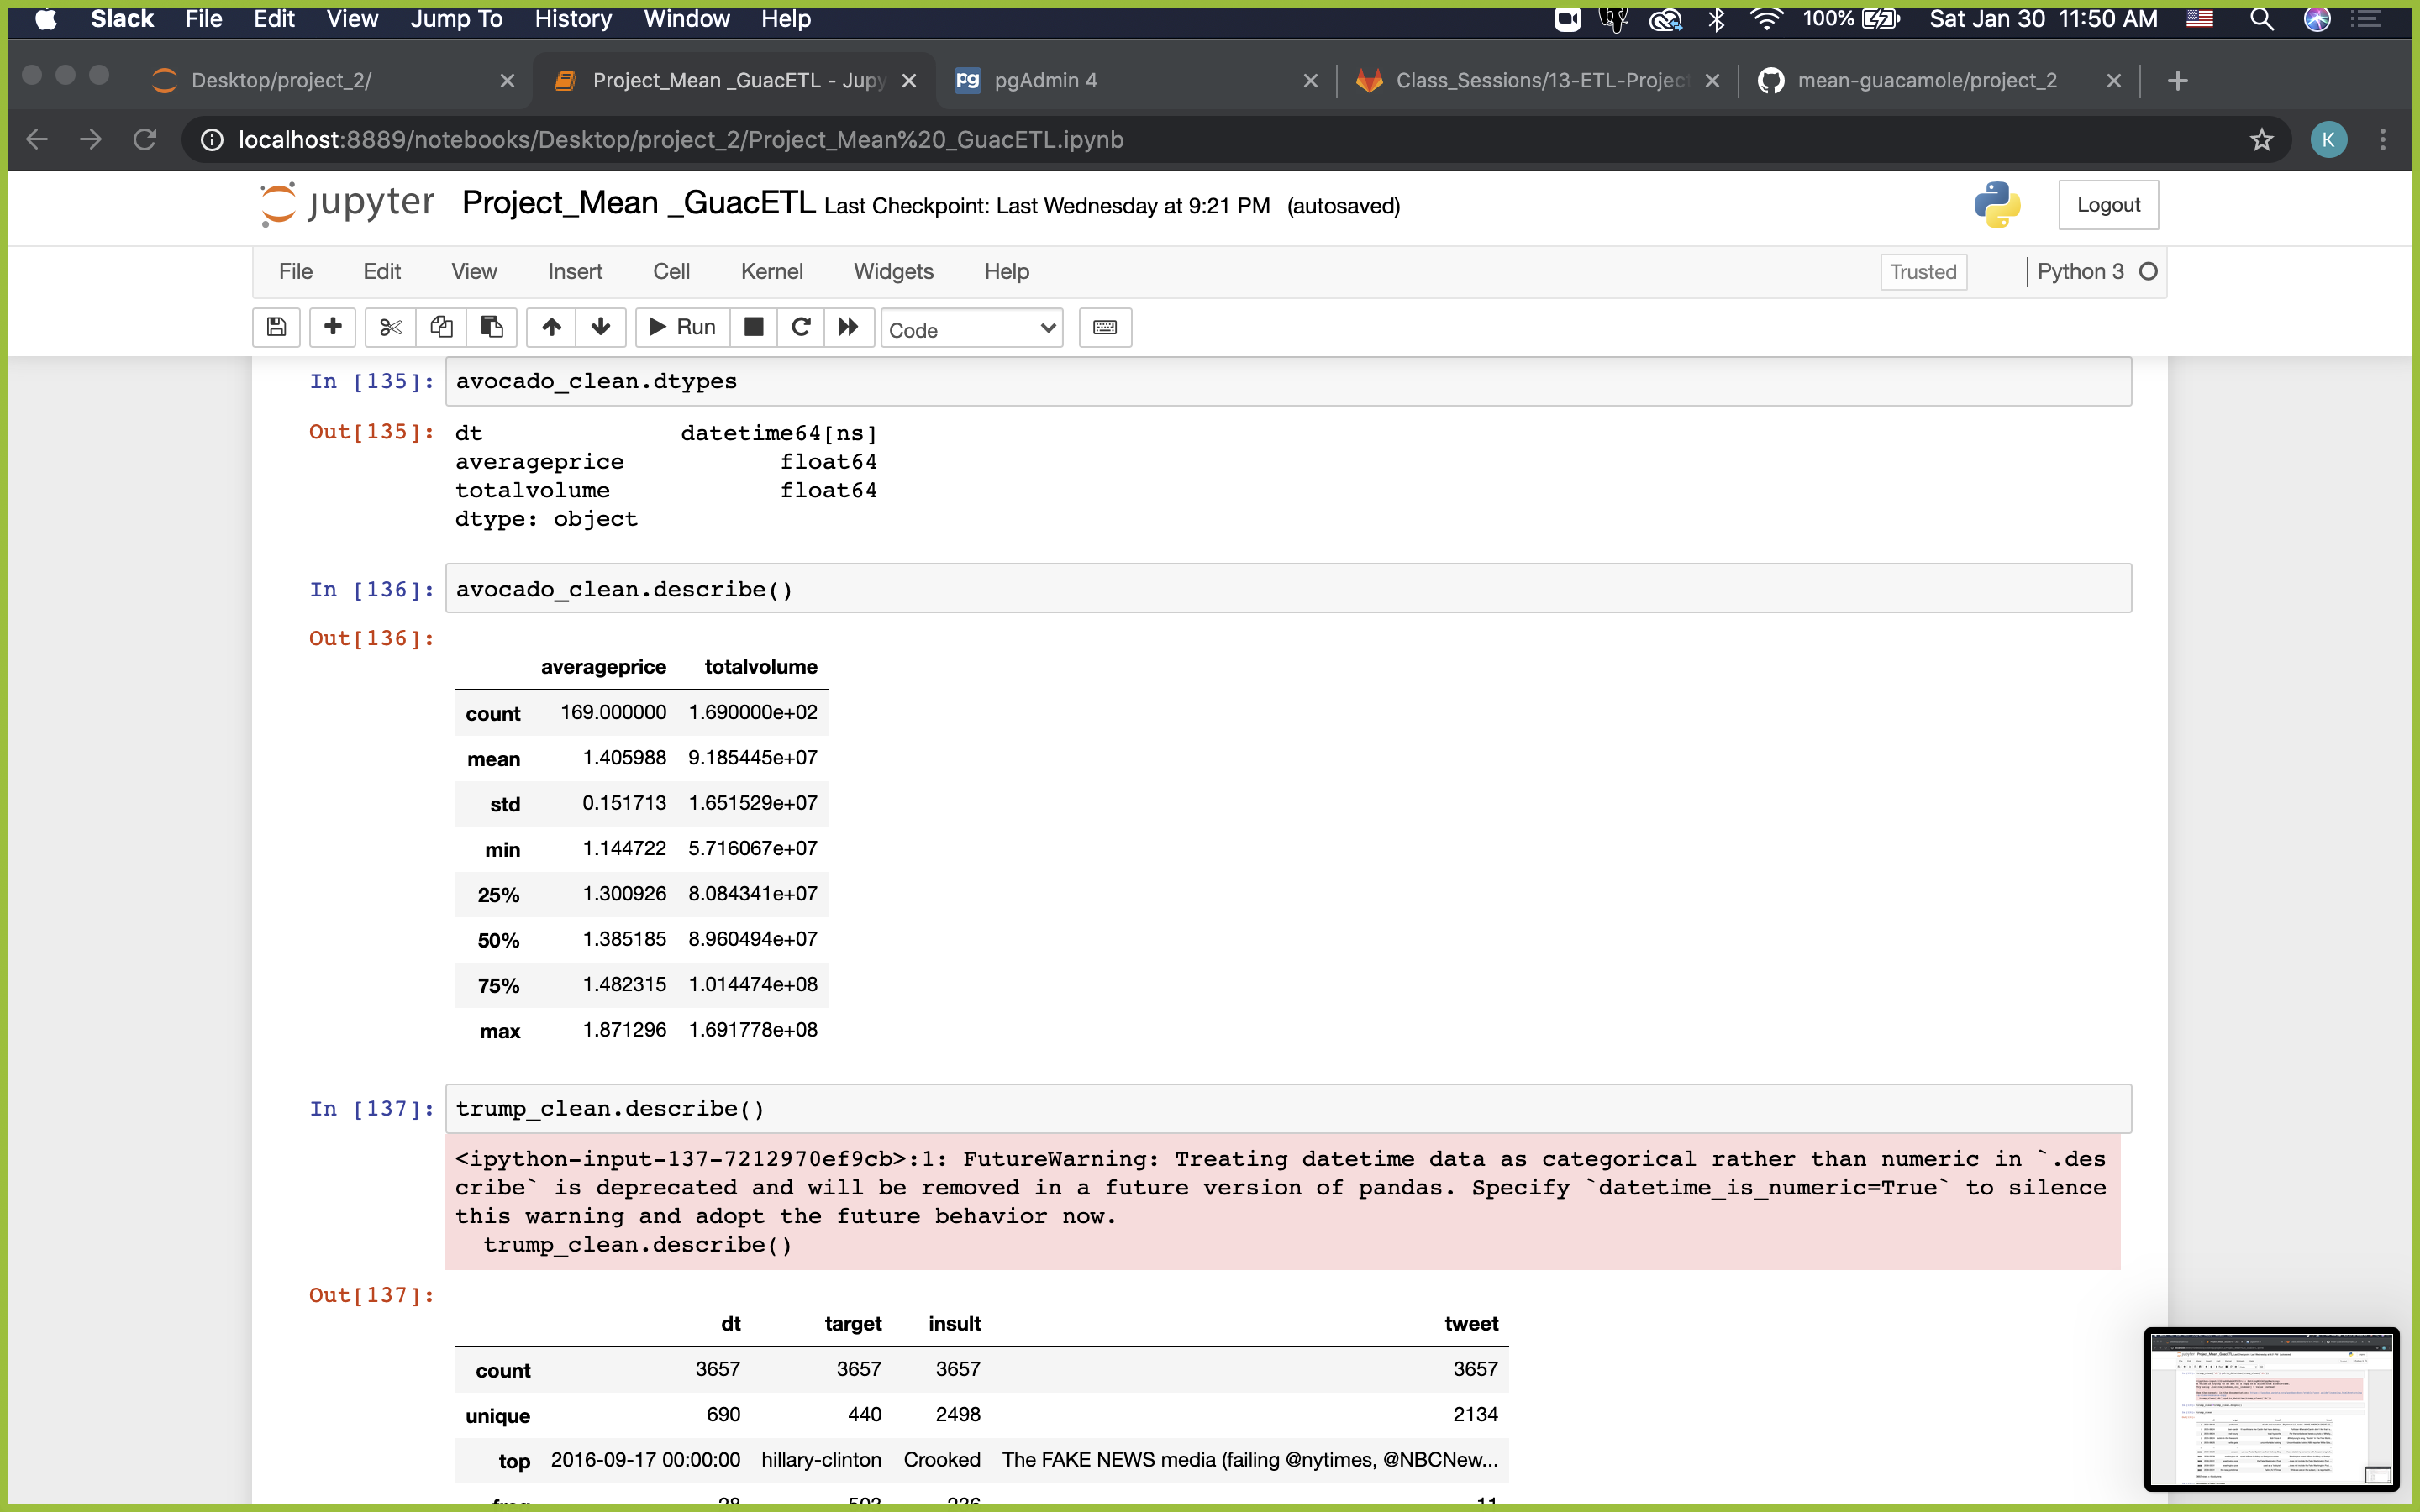 Slack File Edit View Jump To History Window Help 100% Sat Jan 30 11:50 AM
Desktop/project_2/ Project_Mean _GuacETL - Jupy pgAdmin 4 Class_Sessions/13-ETL-Project mean-guacamole/project_2
localhost:8889/notebooks/Desktop/project_2/Project_Mean%20_GuacETL.ipynb K
jupyter Project_Mean _GuacETL Last Checkpoint: Last Wednesday at 9:21 PM (autosaved) Logout
File Edit View Insert Cell Kernel Widgets Help Trusted Python 3
Run Code
In [135]: avocado_clean.dtypes
Out[135]: dt datetime64[ns]
averageprice float64
totalvolume float64
dtype: object
In [136]: avocado_clean.describe()
Out[136]:
averageprice totalvolume
count 169.000000 1.690000e+02
mean 1.405988 9.185445e+07
std 0.151713 1.651529e+07
min 1.144722 5.716067e+07
25% 1.300926 8.084341e+07
50% 1.385185 8.960494e+07
75% 1.482315 1.014474e+08
max 1.871296 1.691778e+08
In [137]: trump_clean.describe()
<ipython-input-137-7212970ef9cb>:1: FutureWarning: Treating datetime data as categorical rather than numeric in `.des
cribe` is deprecated and will be removed in a future version of pandas. Specify `datetime_is_numeric=True` to silence
this warning and adopt the future behavior now.
trump_clean.describe()
Out[137]:
dt target insult tweet
count 3657 3657 3657 3657
unique 690 440 2498 2134
top 2016-09-17 00:00:00 hillary-clinton Crooked The FAKE NEWS media (failing @nytimes, @NBCNew...